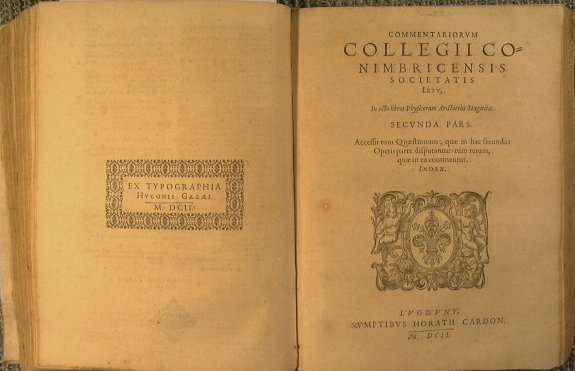 EX TYPOGRAPHIA
HVGONIS GAZÆI
M. DCII.
COMMENTARIORVM
COLLEGII CO=
NIMBRICENSIS
SOCIETATIS
IESV,
In octo libros Physicorum Aristotelis Stagiritæ,
SECVNDA PARS.
Accessit tum Quæstionum, quæ in hac secunda
Operis parte disputantur: tum rerum,
quæ in ea continentur.
INDEX.
LVGDVNI,
SVMPTIBVS HORATII CARDON.
M. DCII.